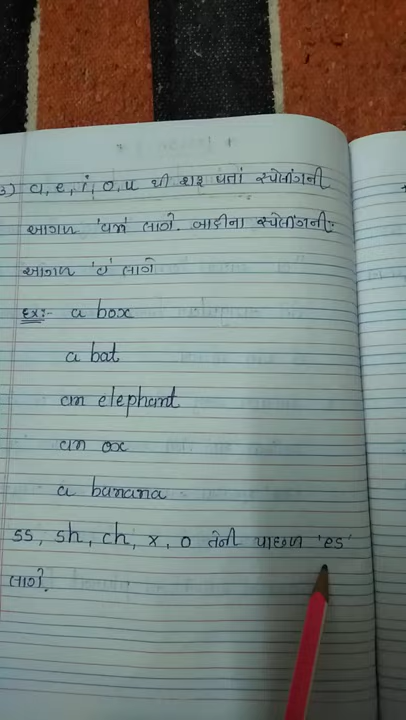 3) a, e, i, o, u થી શરૂ થતાં સ્પેલીંગની
આગળ 'an' લાગે. બાકીના સ્પેલીંગની
આગળ 'a' લાગે
Ex:- a box
a bat
an elephant
an ox
a banana
ss, sh, ch, x, o તેની પાછળ 'es'
લાગે.